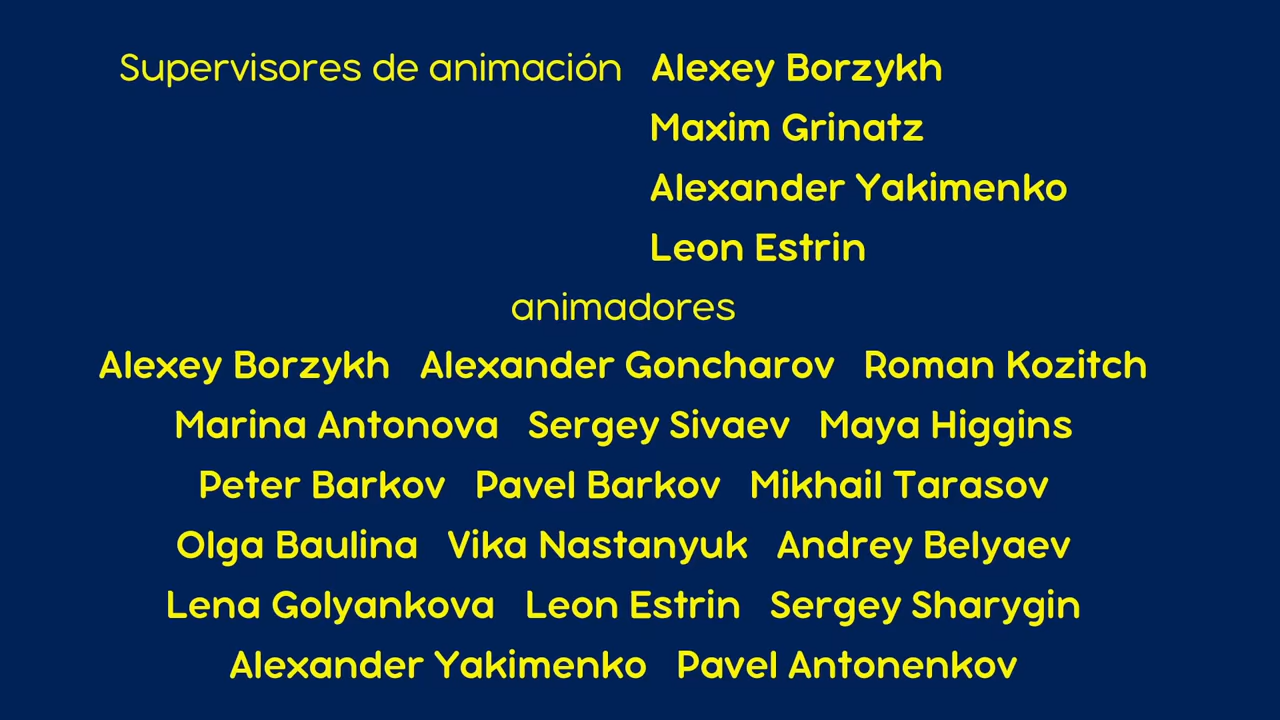 Supervisores de animación Alexey Borzykh
Maxim Grinatz
Alexander Yakimenko
Leon Estrin
animadores
Alexey Borzykh Alexander Goncharov Roman Kozitch
Marina Antonova Sergey Sivaev Maya Higgins
Peter Barkov Pavel Barkov Mikhail Tarasov
Olga Baulina Vika Nastanyuk Andrey Belyaev
Lena Golyankova Leon Estrin Sergey Sharygin
Alexander Yakimenko Pavel Antonenkov